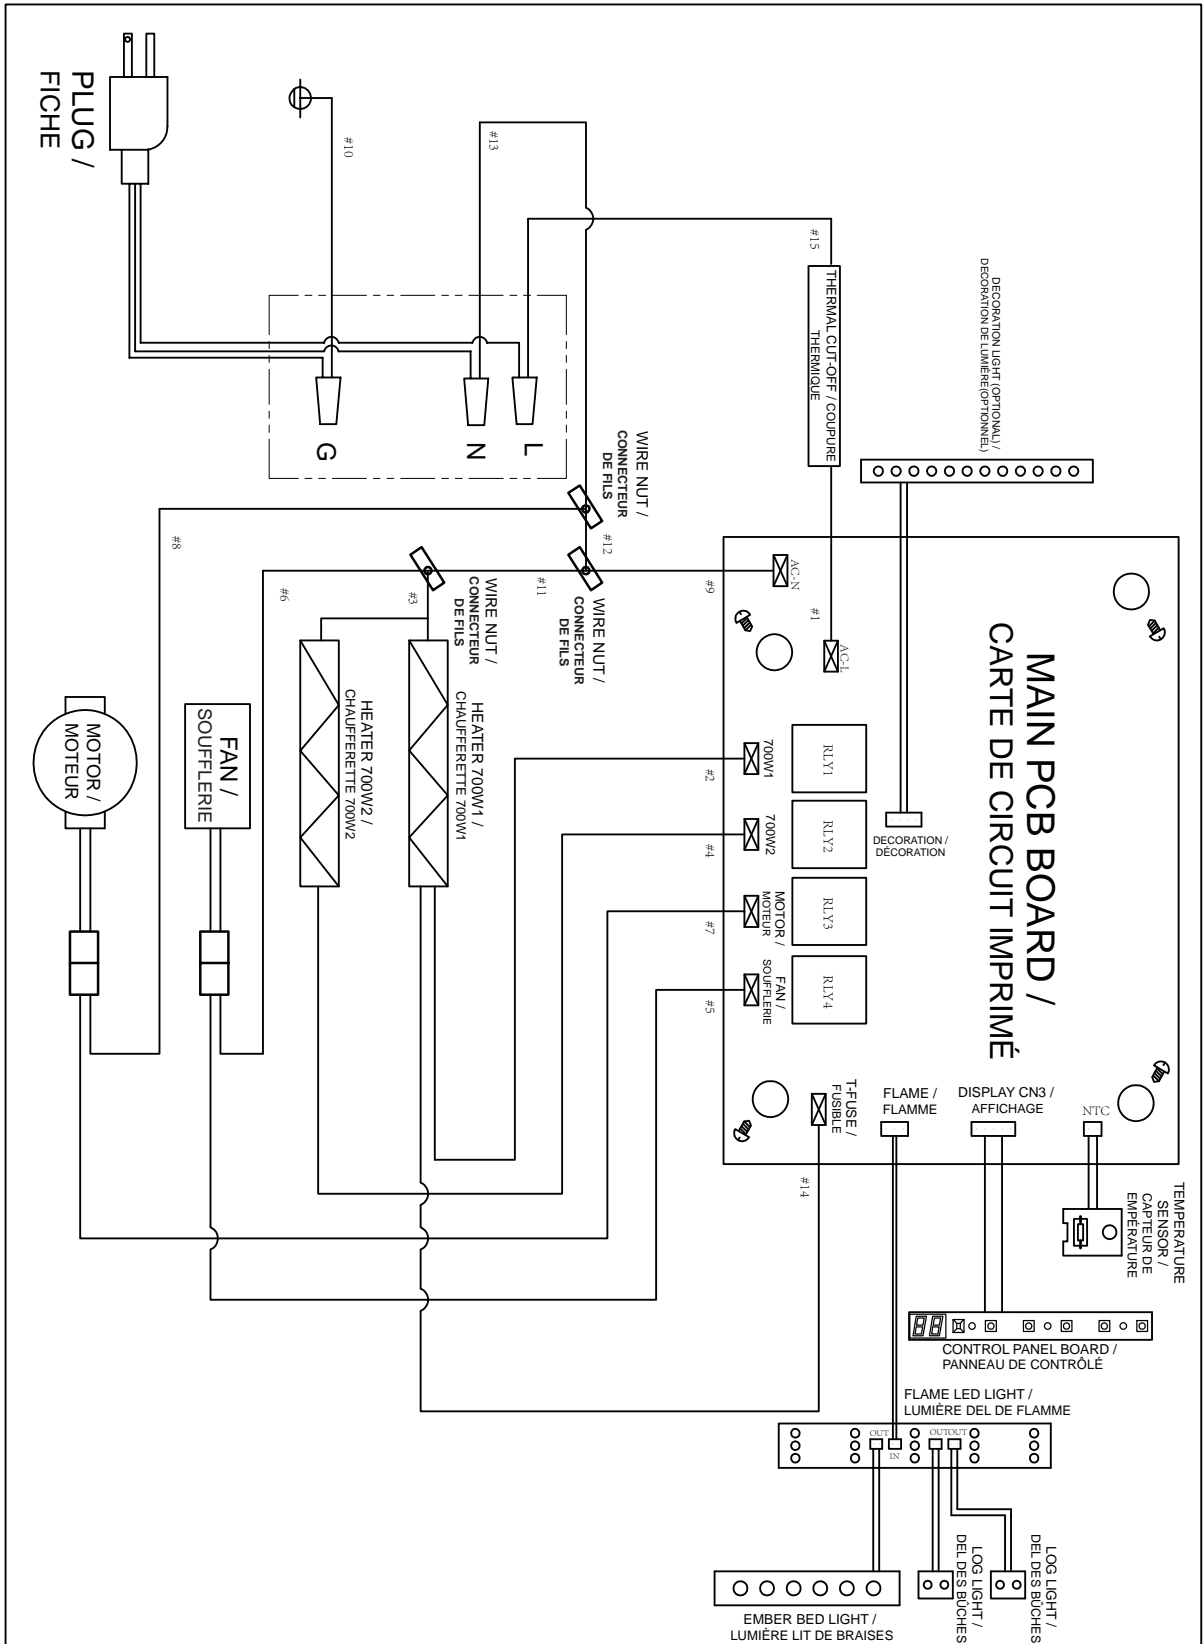 PLUG /
FICHE
#10
#13
#15
THERMAL CUT-OFF / COUPURE
THERMIQUE
DECORATION LIGHT (OPTIONAL) /
DECORATION DE LUMIÈRE(OPTIONNEL)
G
N
L
WIRE NUT /
CONNECTEUR
DE FILS
#8
#12
#6
#3
#11
#9
#1
WIRE NUT /
CONNECTEUR
DE FILS
WIRE NUT /
CONNECTEUR
DE FILS
AC-N
AC-L
MAIN PCB BOARD /
CARTE DE CIRCUIT IMPRIMÉ
MOTOR /
MOTEUR
FAN /
SOUFFLERIE
HEATER 700W2 /
CHAUFFERETTE 700W2
HEATER 700W1 /
CHAUFFERETTE 700W1
#2
700W1
RLY1
#4
700W2
RLY2
DECORATION /
DÉCORATION
#7
MOTOR /
MOTEUR
RLY3
#5
FAN /
SOUFFLERIE
RLY4
T-FUSE /
FUSIBLE
FLAME /
FLAMME
DISPLAY CN3 /
AFFICHAGE
NTC
#14
TEMPERATURE
SENSOR /
CAPTEUR DE
EMPÉRATURE
88
CONTROL PANEL BOARD /
PANNEAU DE CONTRÔLÉ
FLAME LED LIGHT /
LUMIÈRE DEL DE FLAMME
OUT
IN
OUT
OUT
LOG LIGHT /
DEL DES BÛCHES
LOG LIGHT /
DEL DES BÛCHES
EMBER BED LIGHT /
LUMIÈRE LIT DE BRAISES